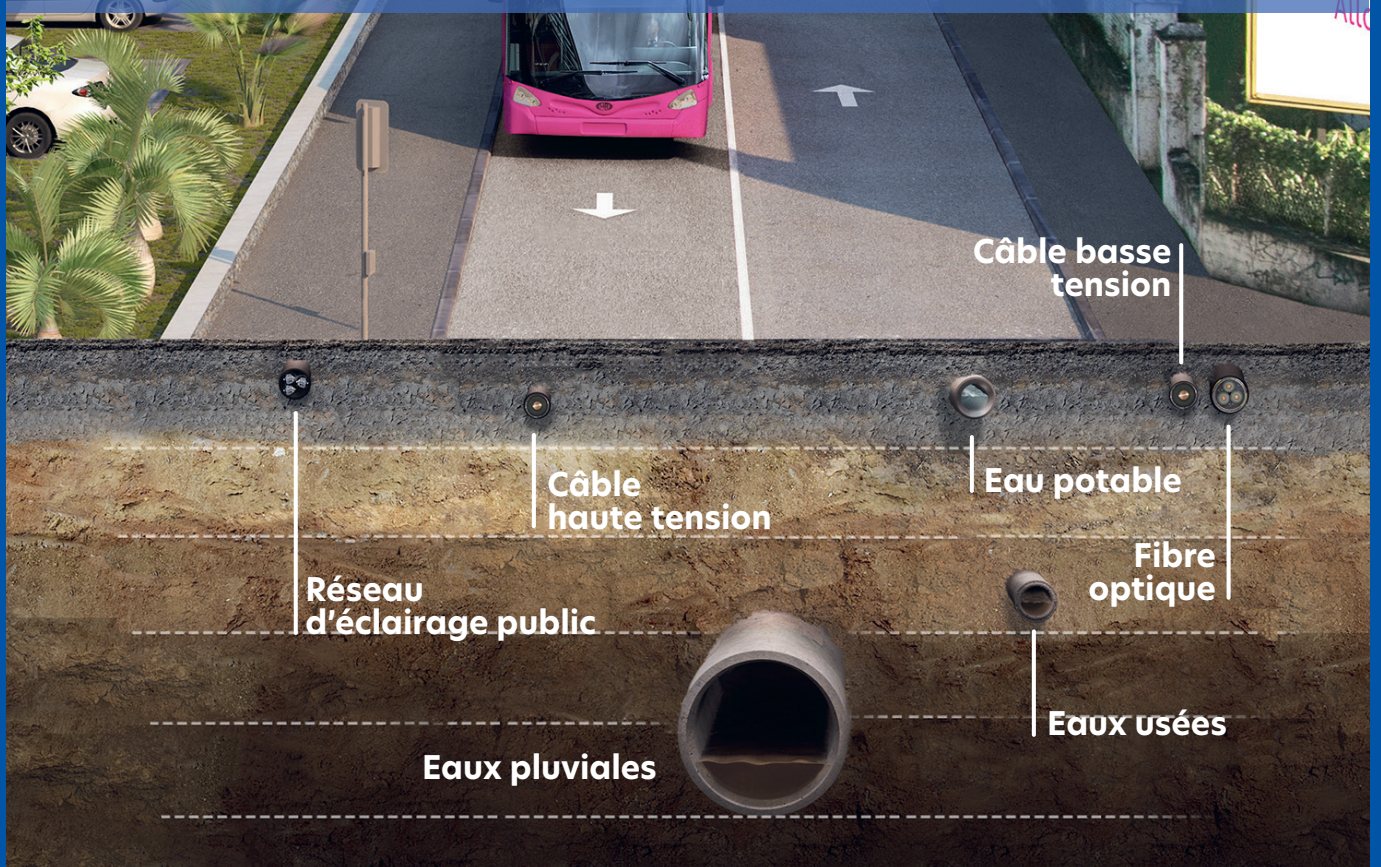 Câble basse
tension
Câble
haute tension
Eau potable
Fibre
optique
Réseau
d'éclairage public
Eaux usées
Eaux pluviales